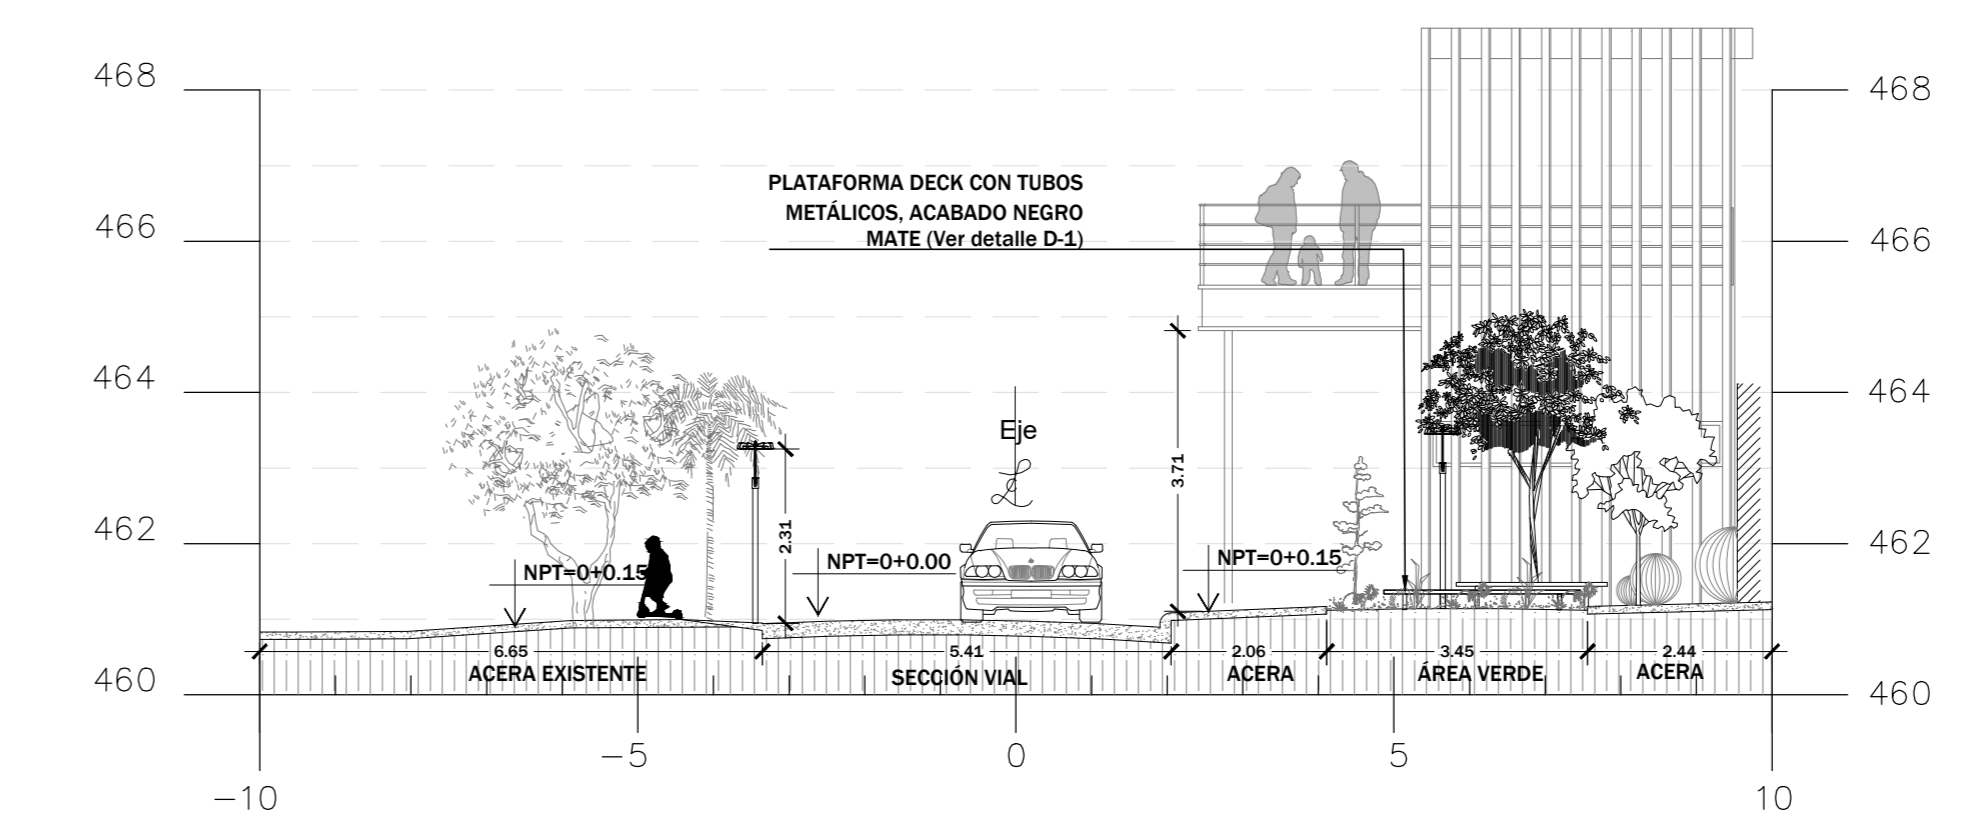 468
468
PLATAFORMA DECK CON TUBOS
METÁLICOS, ACABADO NEGRO
MATE (Ver detalle D-1)
466
466
464
464
Eje
3.71
2.31
462
462
NPT=0+0.15
NPT=0+0.00
NPT=0+0.15
6.65
5.41
2.06
3.45
2.44
ACERA EXISTENTE
SECCIÓN VIAL
ACERA
ÁREA VERDE
ACERA
460
460
-5
0
5
-10
10